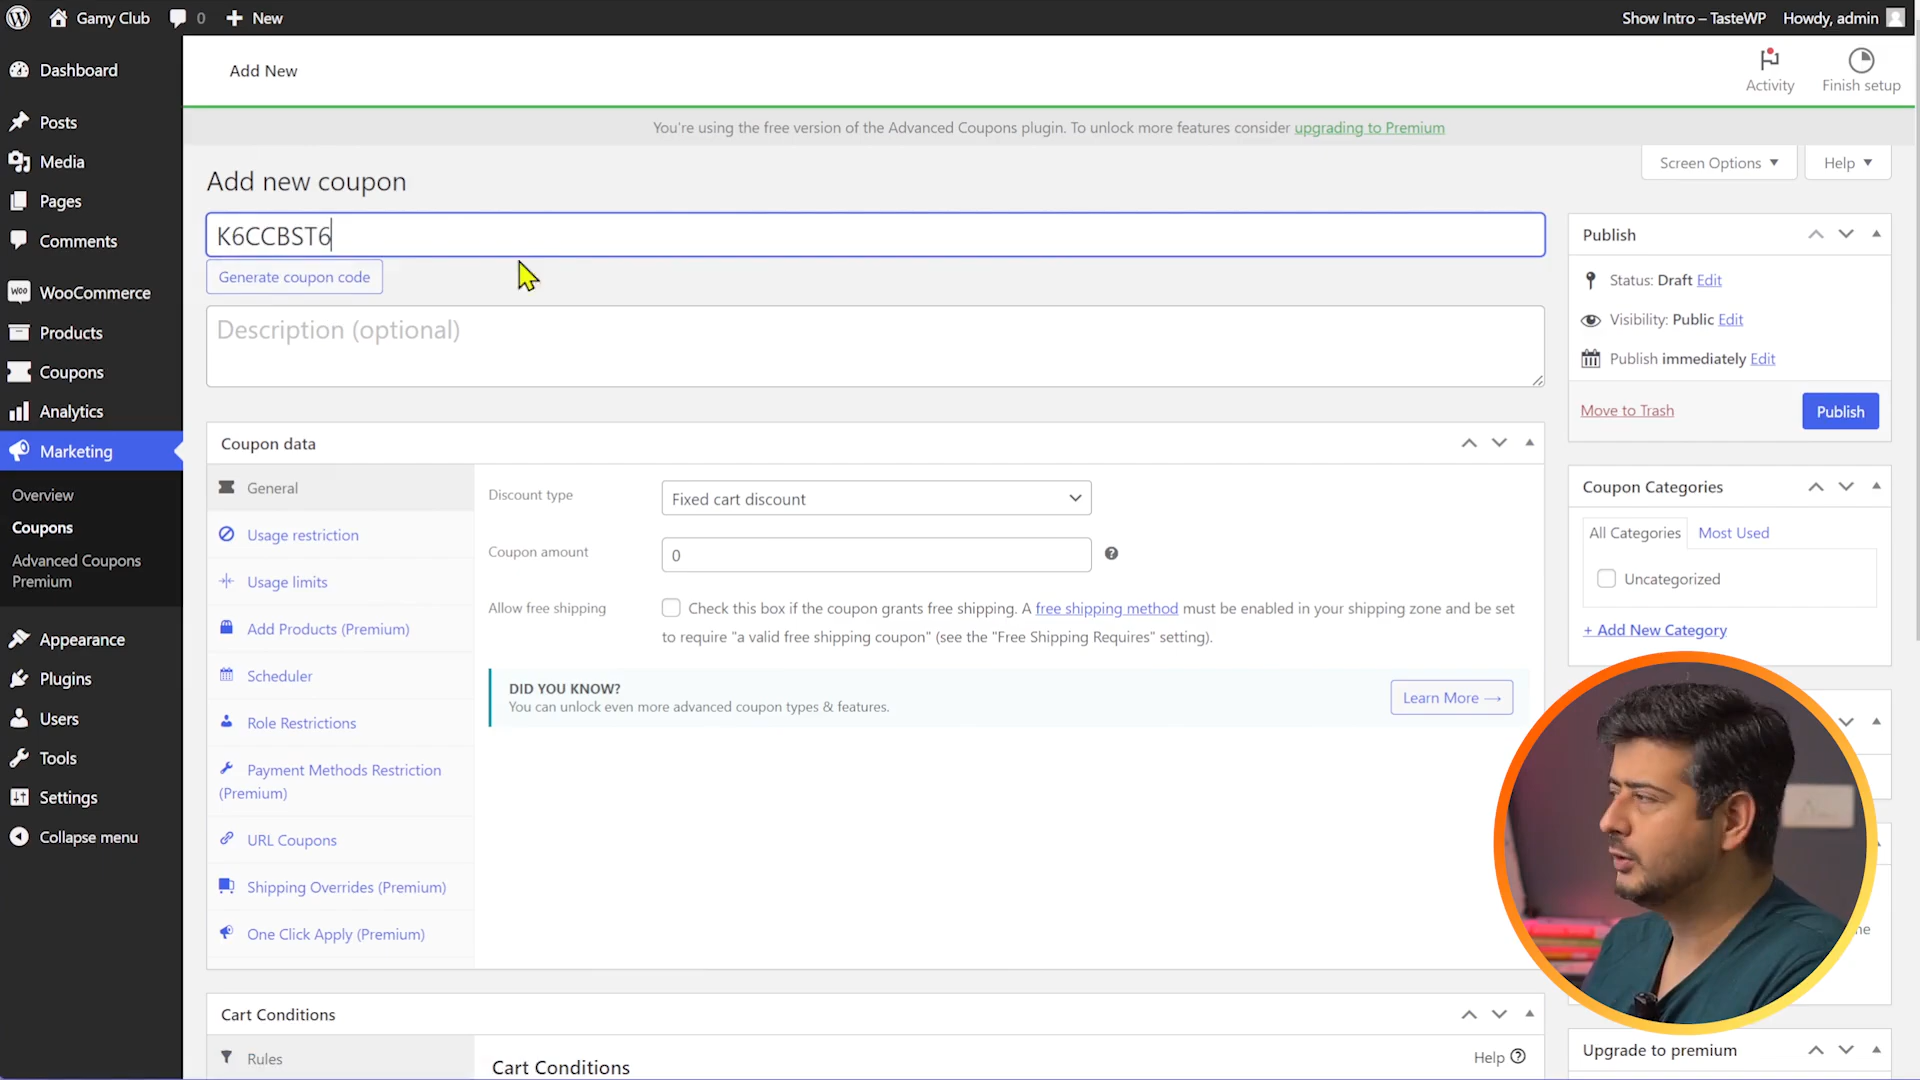 Gamy Club
0
New
Show Intro – TasteWP
Howdy, admin
Dashboard
Posts
Media
Pages
Comments
WooCommerce
Products
Coupons
Analytics
Marketing
Overview
Coupons
Advanced Coupons
Premium
Appearance
Plugins
Users
Tools
Settings
Collapse menu
Add New
Activity
Finish setup
You're using the free version of the Advanced Coupons plugin. To unlock more features consider upgrading to Premium
Screen Options
Help
Add new coupon
K6CCBST6
Generate coupon code
Description (optional)
Coupon data
General
Usage restriction
Usage limits
Add Products (Premium)
Scheduler
Role Restrictions
Payment Methods Restriction
(Premium)
URL Coupons
Shipping Overrides (Premium)
One Click Apply (Premium)
Discount type
Fixed cart discount
Coupon amount
0
Allow free shipping
Check this box if the coupon grants free shipping. A free shipping method must be enabled in your shipping zone and be set
to require "a valid free shipping coupon" (see the "Free Shipping Requires" setting).
DID YOU KNOW?
You can unlock even more advanced coupon types & features.
Learn More →
Cart Conditions
Rules
Cart Conditions
Help
Publish
Status: Draft Edit
Visibility: Public Edit
Publish immediately Edit
Move to Trash
Publish
Coupon Categories
All Categories
Most Used
Uncategorized
+ Add New Category
Upgrade to premium